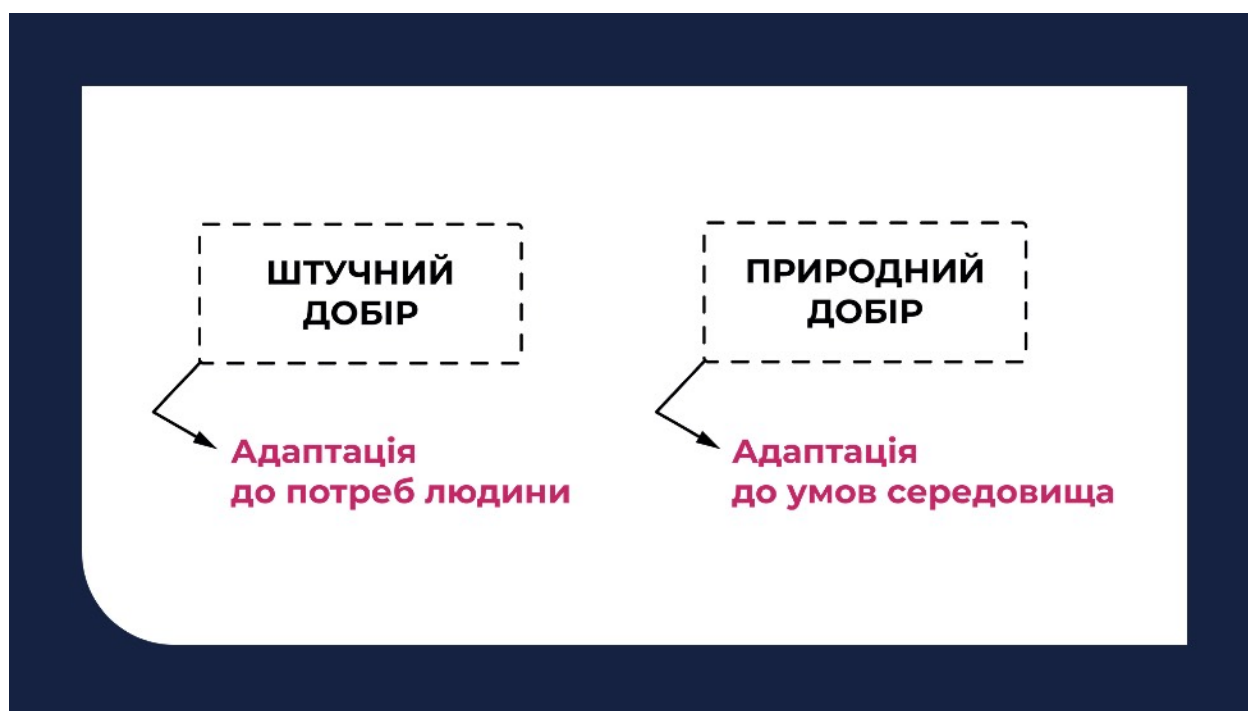 ШТУЧНИЙ
ДОБІР
Адаптація
до потреб людини
ПРИРОДНИЙ
ДОБІР
Адаптація
до умов середовища